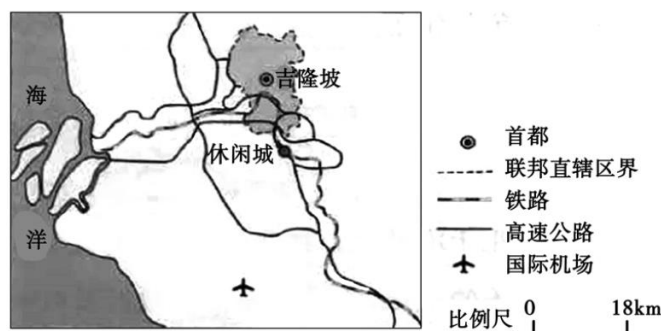 海
洋
吉隆坡
休闲城
首都
联邦直辖区界
铁路
高速公路
国际机场
比例尺 0 18km